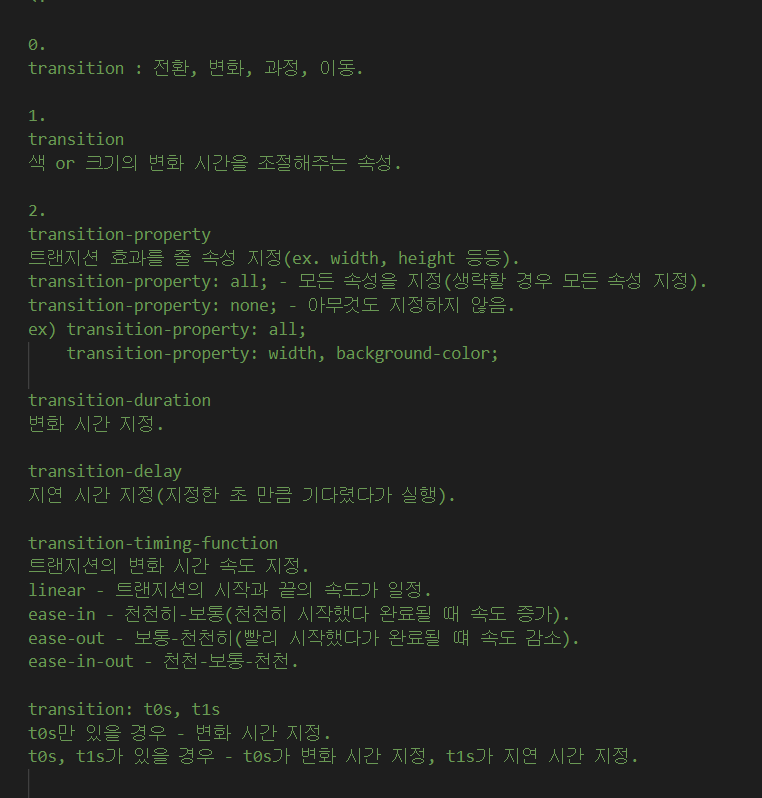 0.
transition : 전환, 변화, 과정, 이동.
1.
transition
색 or 크기의 변화 시간을 조절해주는 속성.
2.
transition-property
트랜지션 효과를 줄 속성 지정(ex. width, height 등등).
transition-property: all; - 모든 속성을 지정(생략할 경우 모든 속성 지정).
transition-property: none; - 아무것도 지정하지 않음.
ex) transition-property: all;
transition-property: width, background-color;
transition-duration
변화 시간 지정.
transition-delay
지연 시간 지정(지정한 초 만큼 기다렸다가 실행).
transition-timing-function
트랜지션의 변화 시간 속도 지정.
linear - 트랜지션의 시작과 끝의 속도가 일정.
ease-in - 천천히-보통(천천히 시작했다 완료될 때 속도 증가).
ease-out - 보통-천천히(빨리 시작했다가 완료될 떄 속도 감소).
ease-in-out - 천천-보통-천천.
transition: t0s, t1s
t0s만 있을 경우 - 변화 시간 지정.
t0s, t1s가 있을 경우 - t0s가 변화 시간 지정, t1s가 지연 시간 지정.